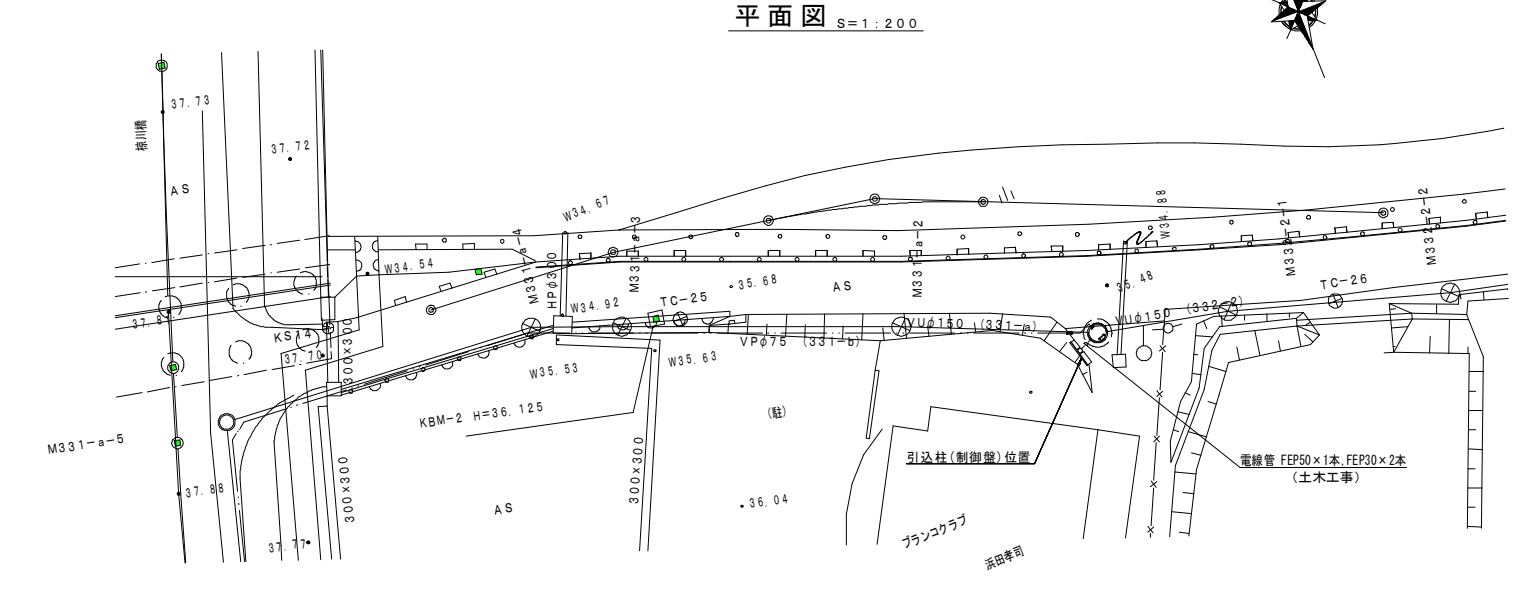 平面図 S=1:200
37.73
椋川橋
37.72
AS
W34.67
W34.88
M331-a-4
M331-a-3
M331-a-2
M332-2-1
M332-2-2
W34.54
HPφ300
W34.92
TC-25
35.68
AS
35.48
TC-26
KS14
37.70
300×300
VUφ150 (331-a)
VUφ150 (332-2)
VPφ75 (331-b)
W35.53
W35.63
KBM-2 H=36.125
(駐)
M331-a-5
引込柱(制御盤)位置
電線管 FEP50×1本,FEP30×2本
(土木工事)
37.88
300×300
300×300
AS
36.04
37.77
ブランコクラブ
浜田孝司